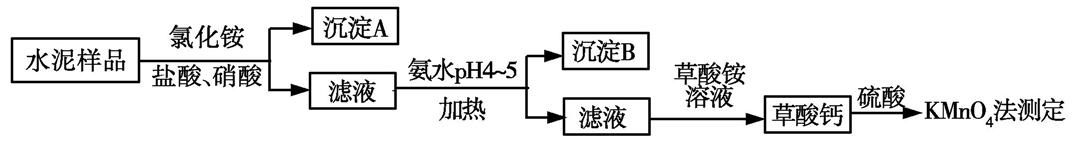 水泥样品
氯化铵
盐酸、硝酸
沉淀A
滤液
氨水pH4~5
加热
沉淀B
滤液
草酸铵
溶液
草酸钙
硫酸
KMnO₄法测定